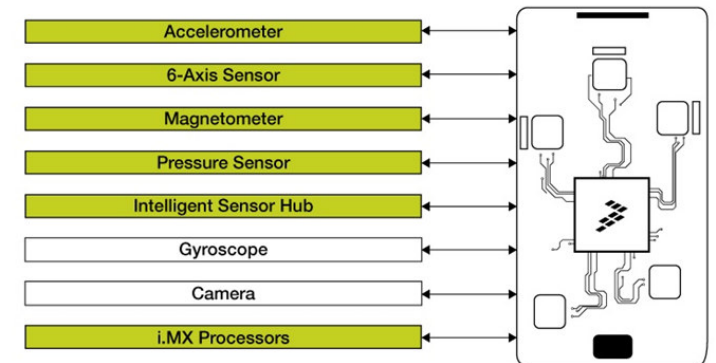 Accelerometer
6-Axis Sensor
Magnetometer
Pressure Sensor
Intelligent Sensor Hub
Gyroscope
Camera
i.MX Processors